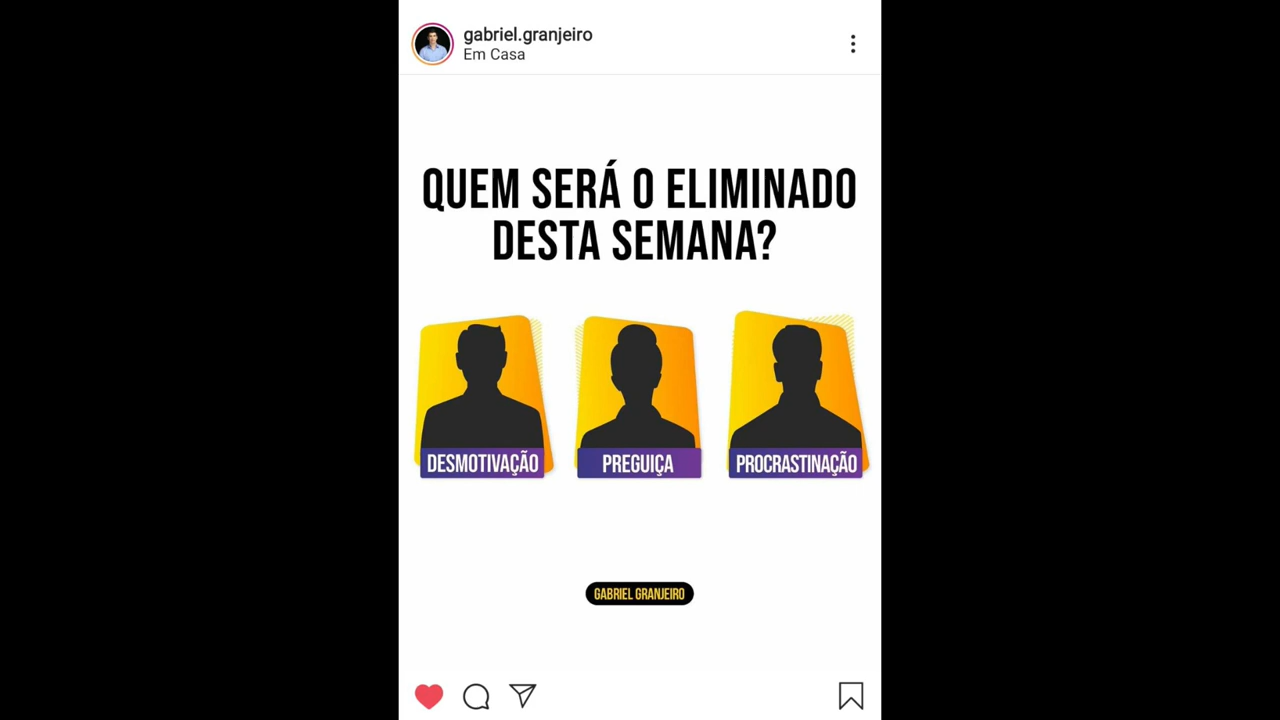 gabriel.granjeiro
Em Casa
QUEM SERÁ O ELIMINADO
DESTA SEMANA?
DESMOTIVAÇÃO
PREGUIÇA
PROCRASTINAÇÃO
GABRIEL GRANJEIRO